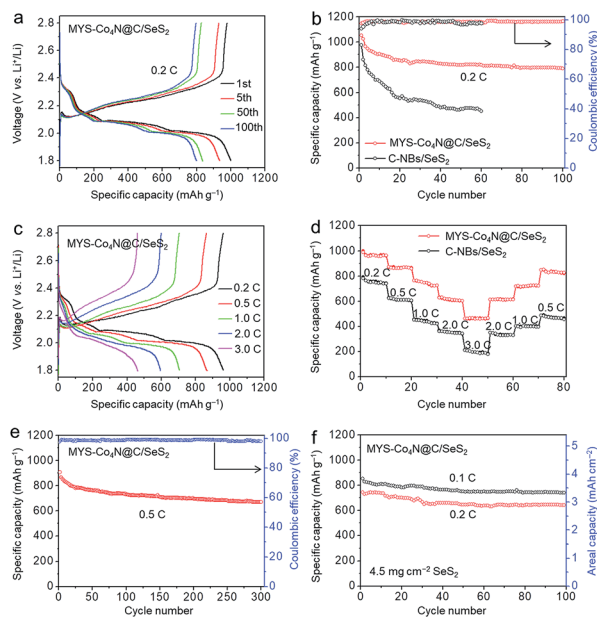 a
MYS-Co₄N@C/SeS₂
0.2 C
1st
5th
50th
100th
Voltage (V vs. Li⁺/Li)
2.8
2.6
2.4
2.2
2.0
1.8
0 200 400 600 800 1000 1200
Specific capacity (mAh g⁻¹)
b
0.2 C
MYS-Co₄N@C/SeS₂
C-NBs/SeS₂
Specific capacity (mAh g⁻¹)
1200
1000
800
600
400
200
0
Coulombic efficiency (%)
100
80
60
40
20
0
0 20 40 60 80 100
Cycle number
c
MYS-Co₄N@C/SeS₂
0.2 C
0.5 C
1.0 C
2.0 C
3.0 C
Voltage (V vs. Li⁺/Li)
2.8
2.6
2.4
2.2
2.0
1.8
0 200 400 600 800 1000 1200
Specific capacity (mAh g⁻¹)
d
MYS-Co₄N@C/SeS₂
C-NBs/SeS₂
0.2 C
0.5 C
1.0 C
2.0 C
3.0 C
2.0 C
1.0 C
0.5 C
Specific capacity (mAh g⁻¹)
1200
1000
800
600
400
200
0
0 20 40 60 80
Cycle number
e
MYS-Co₄N@C/SeS₂
0.5 C
Specific capacity (mAh g⁻¹)
1200
1000
800
600
400
200
0
Coulombic efficiency (%)
100
80
60
40
20
0
0 50 100 150 200 250 300
Cycle number
f
MYS-Co₄N@C/SeS₂
0.1 C
0.2 C
4.5 mg cm⁻² SeS₂
Specific capacity (mAh g⁻¹)
1200
1000
800
600
400
200
0
Areal capacity (mAh cm⁻²)
5
4
3
2
1
0
0 20 40 60 80 100
Cycle number